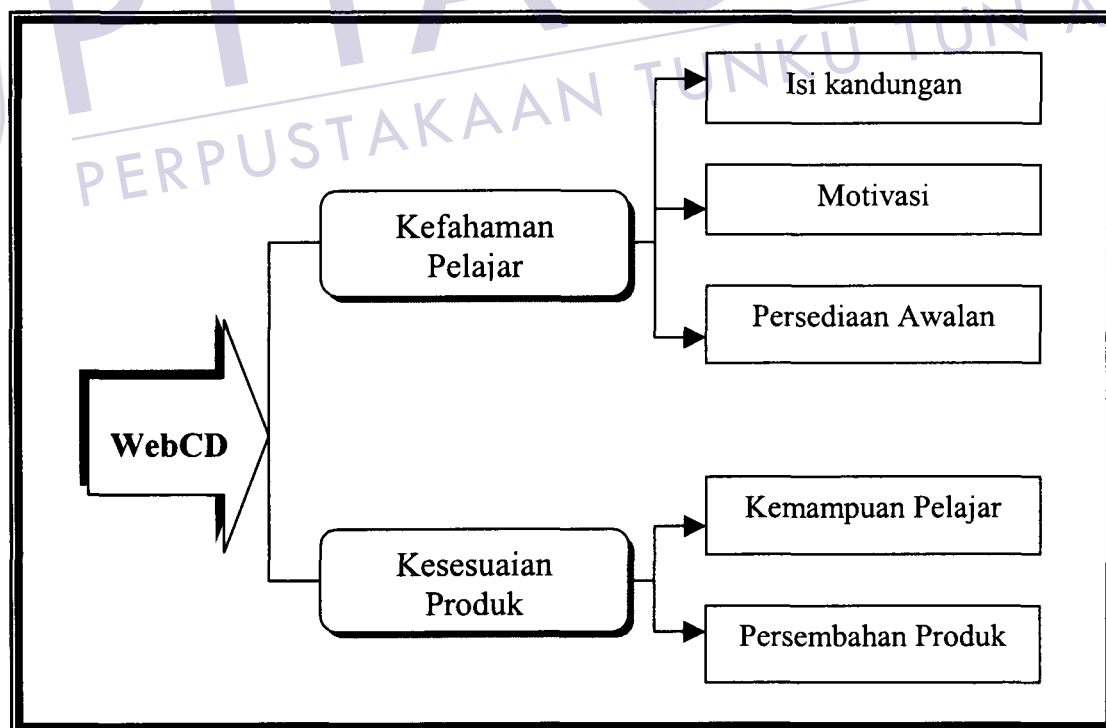 PERPUSTAKAAN TUNKU TUN A
Isi kandungan
Motivasi
Kefahaman
Pelajar
Persediaan Awalan
WebCD
Kemampuan Pelajar
Kesesuaian
Produk
Persembahan Produk